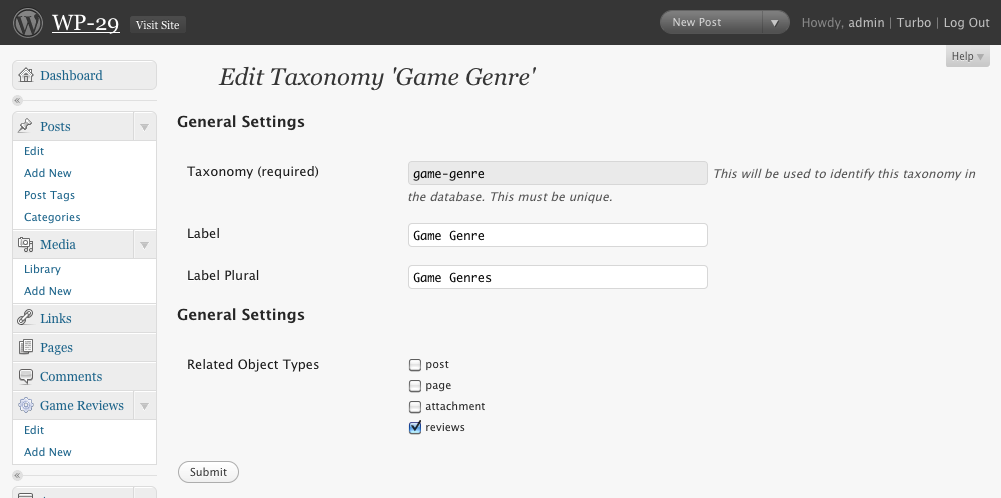 WP-29 Visit Site New Post Howdy, admin | Turbo | Log Out
Help
Dashboard
Posts
Edit
Add New
Post Tags
Categories
Media
Library
Add New
Links
Pages
Comments
Game Reviews
Edit
Add New
Edit Taxonomy 'Game Genre'
General Settings
Taxonomy (required) game-genre This will be used to identify this taxonomy in
the database. This must be unique.
Label Game Genre
Label Plural Game Genres
General Settings
Related Object Types post
page
attachment
reviews
Submit